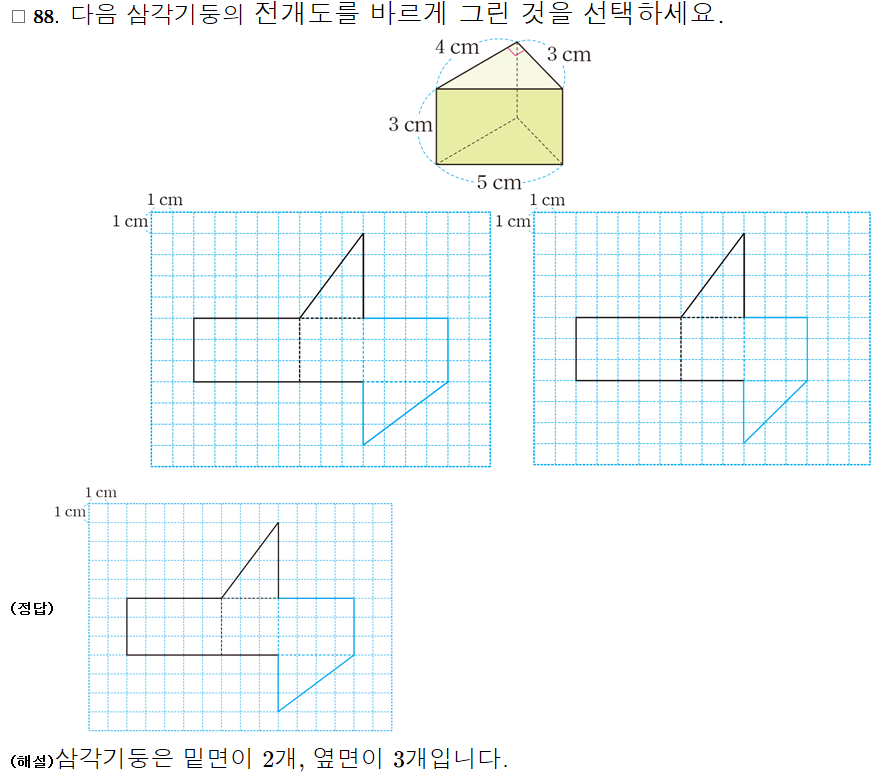 □ 88. 다음 삼각기둥의 전개도를 바르게 그린 것을 선택하세요.
4 cm
3 cm
3 cm
5 cm
1 cm
1 cm
1 cm
1 cm
1 cm
1 cm
(정답)
(해설)삼각기둥은 밑면이 2개, 옆면이 3개입니다.